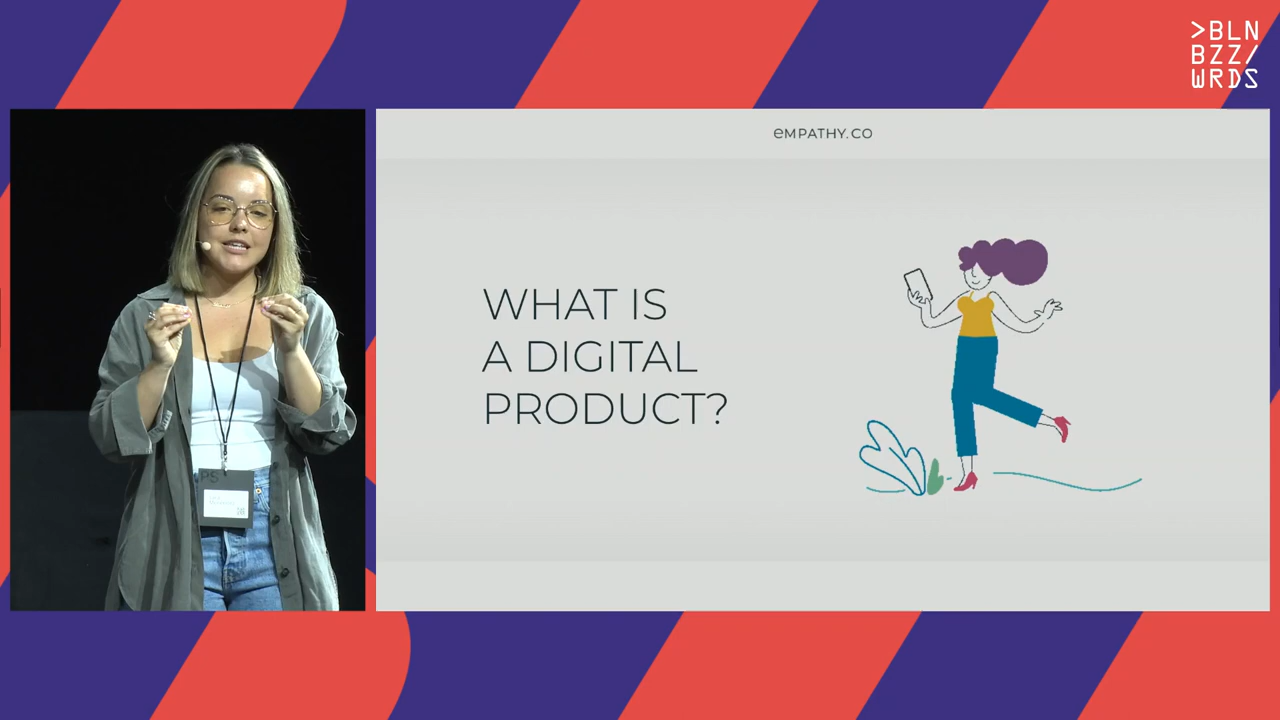 >BLN
BZZ/
WRDS
eMPATHY.CO
WHAT IS
A DIGITAL
PRODUCT?